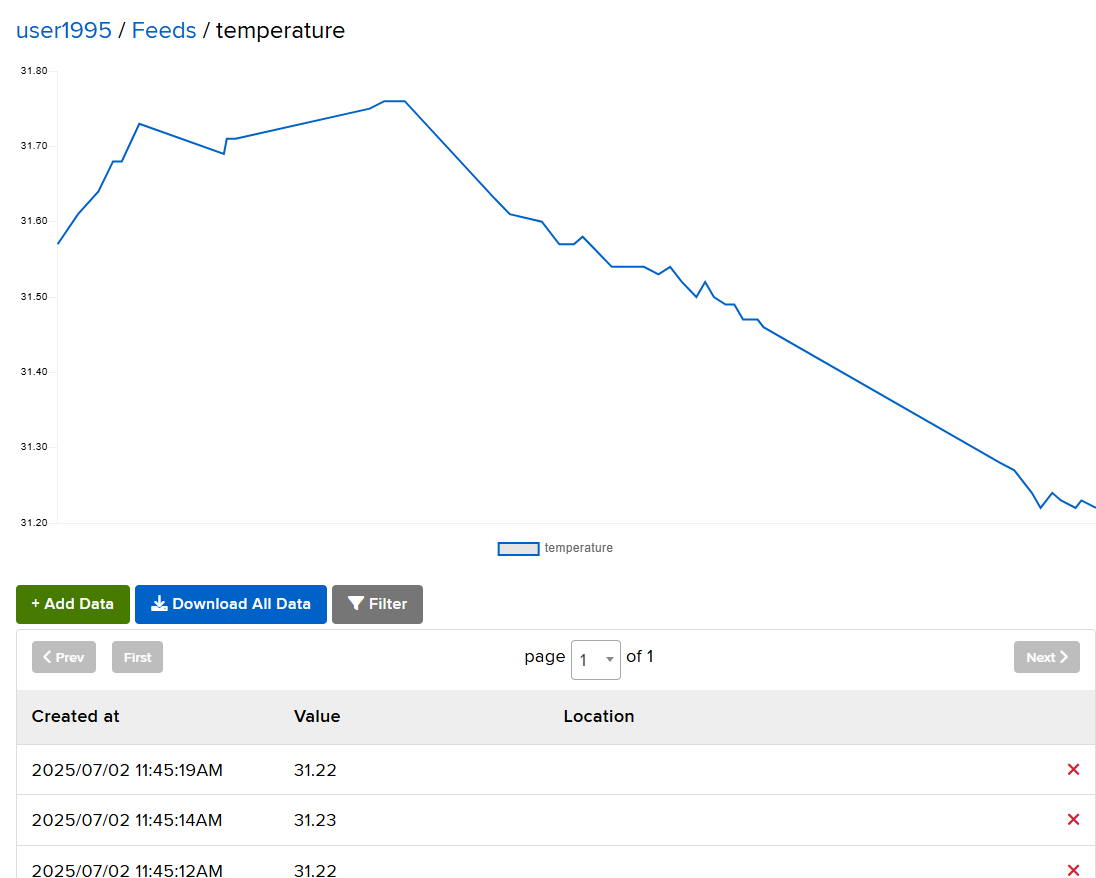 user1995 / Feeds / temperature
31.80
31.70
31.60
31.50
31.40
31.30
31.20
temperature
+ Add Data Download All Data Filter
Prev First page 1 of 1 Next
Created at Value Location
2025/07/02 11:45:19AM 31.22
2025/07/02 11:45:14AM 31.23
2025/07/02 11:45:12AM 31.22